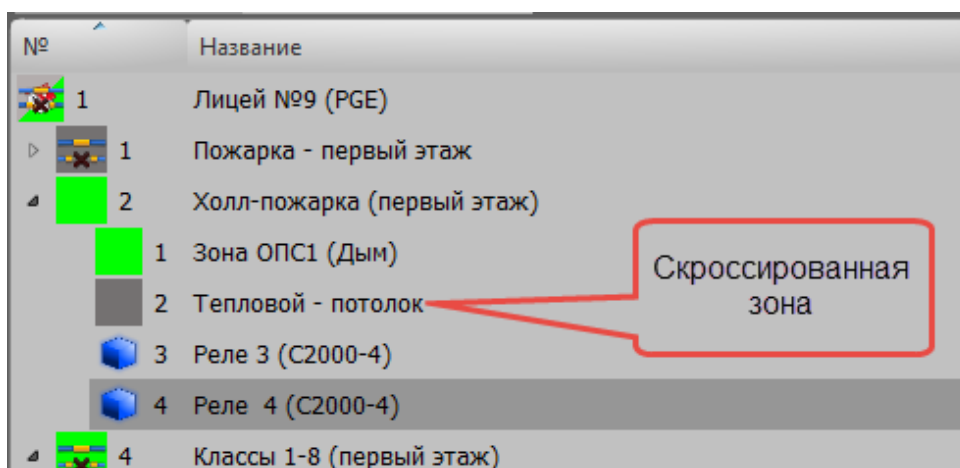 № Название
1 Лицей №9 (PGE)
1 Пожарка - первый этаж
2 Холл-пожарка (первый этаж)
1 Зона ОПС1 (Дым)
2 Тепловой - потолок
Скроссированная
зона
3 Реле 3 (С2000-4)
4 Реле 4 (С2000-4)
4 Классы 1-8 (первый этаж)